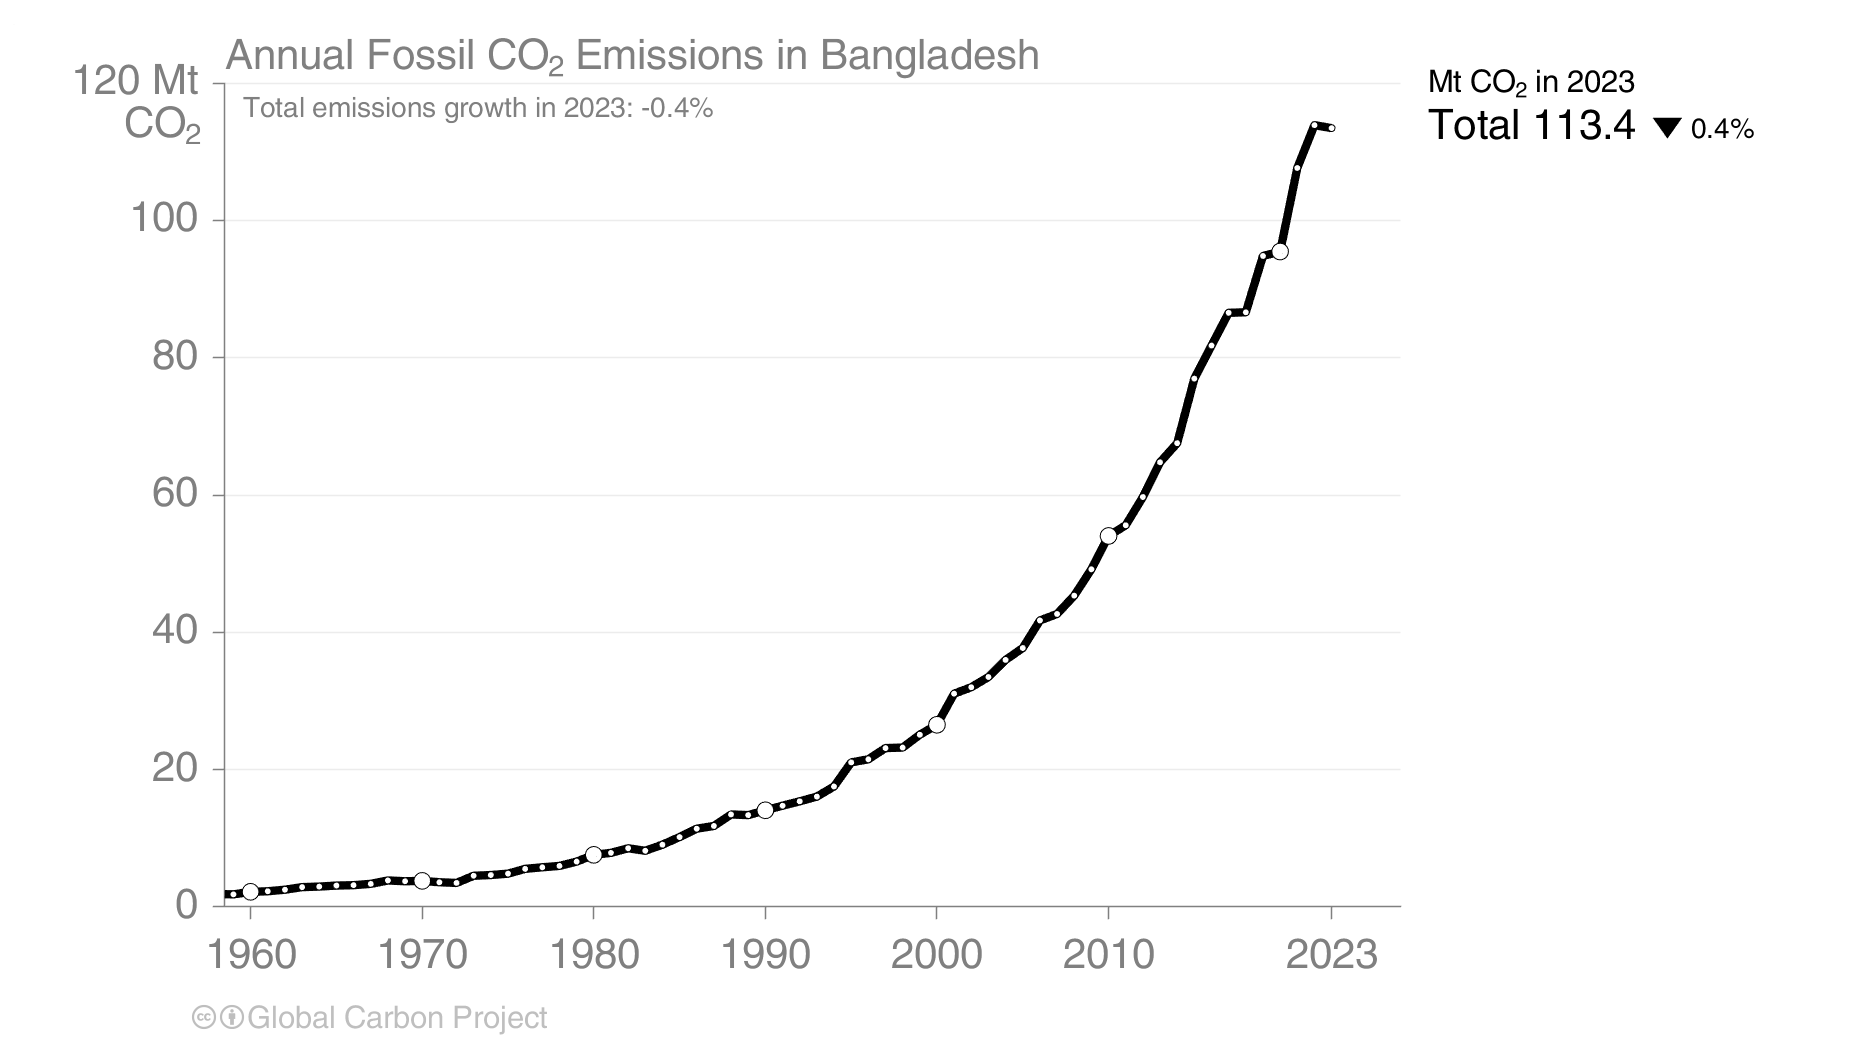 Annual Fossil CO₂ Emissions in Bangladesh
Total emissions growth in 2023: -0.4%
120 Mt
CO₂
100
80
60
40
20
0
1960 1970 1980 1990 2000 2010 2023
Mt CO₂ in 2023
Total 113.4 ▼ 0.4%
cc Global Carbon Project